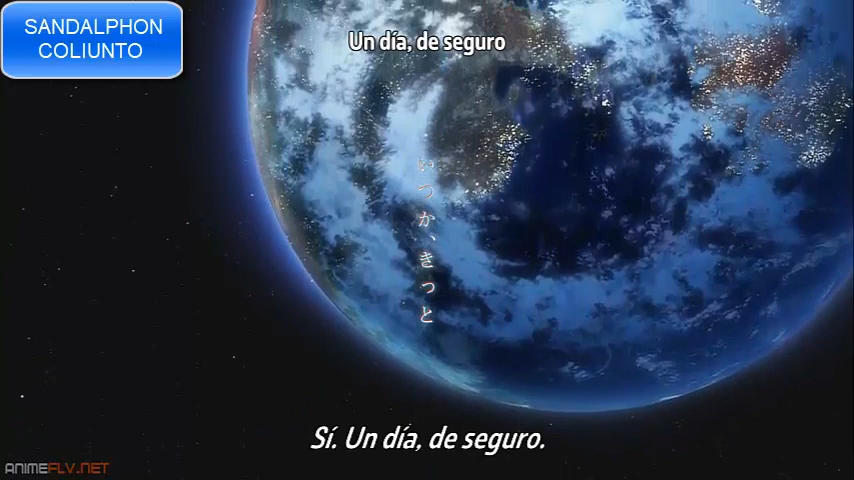 SANDALPHON
COLIUNTO
Un día, de seguro
いつか、きっと
Sí. Un día, de seguro.
ANIMEFLV.NET